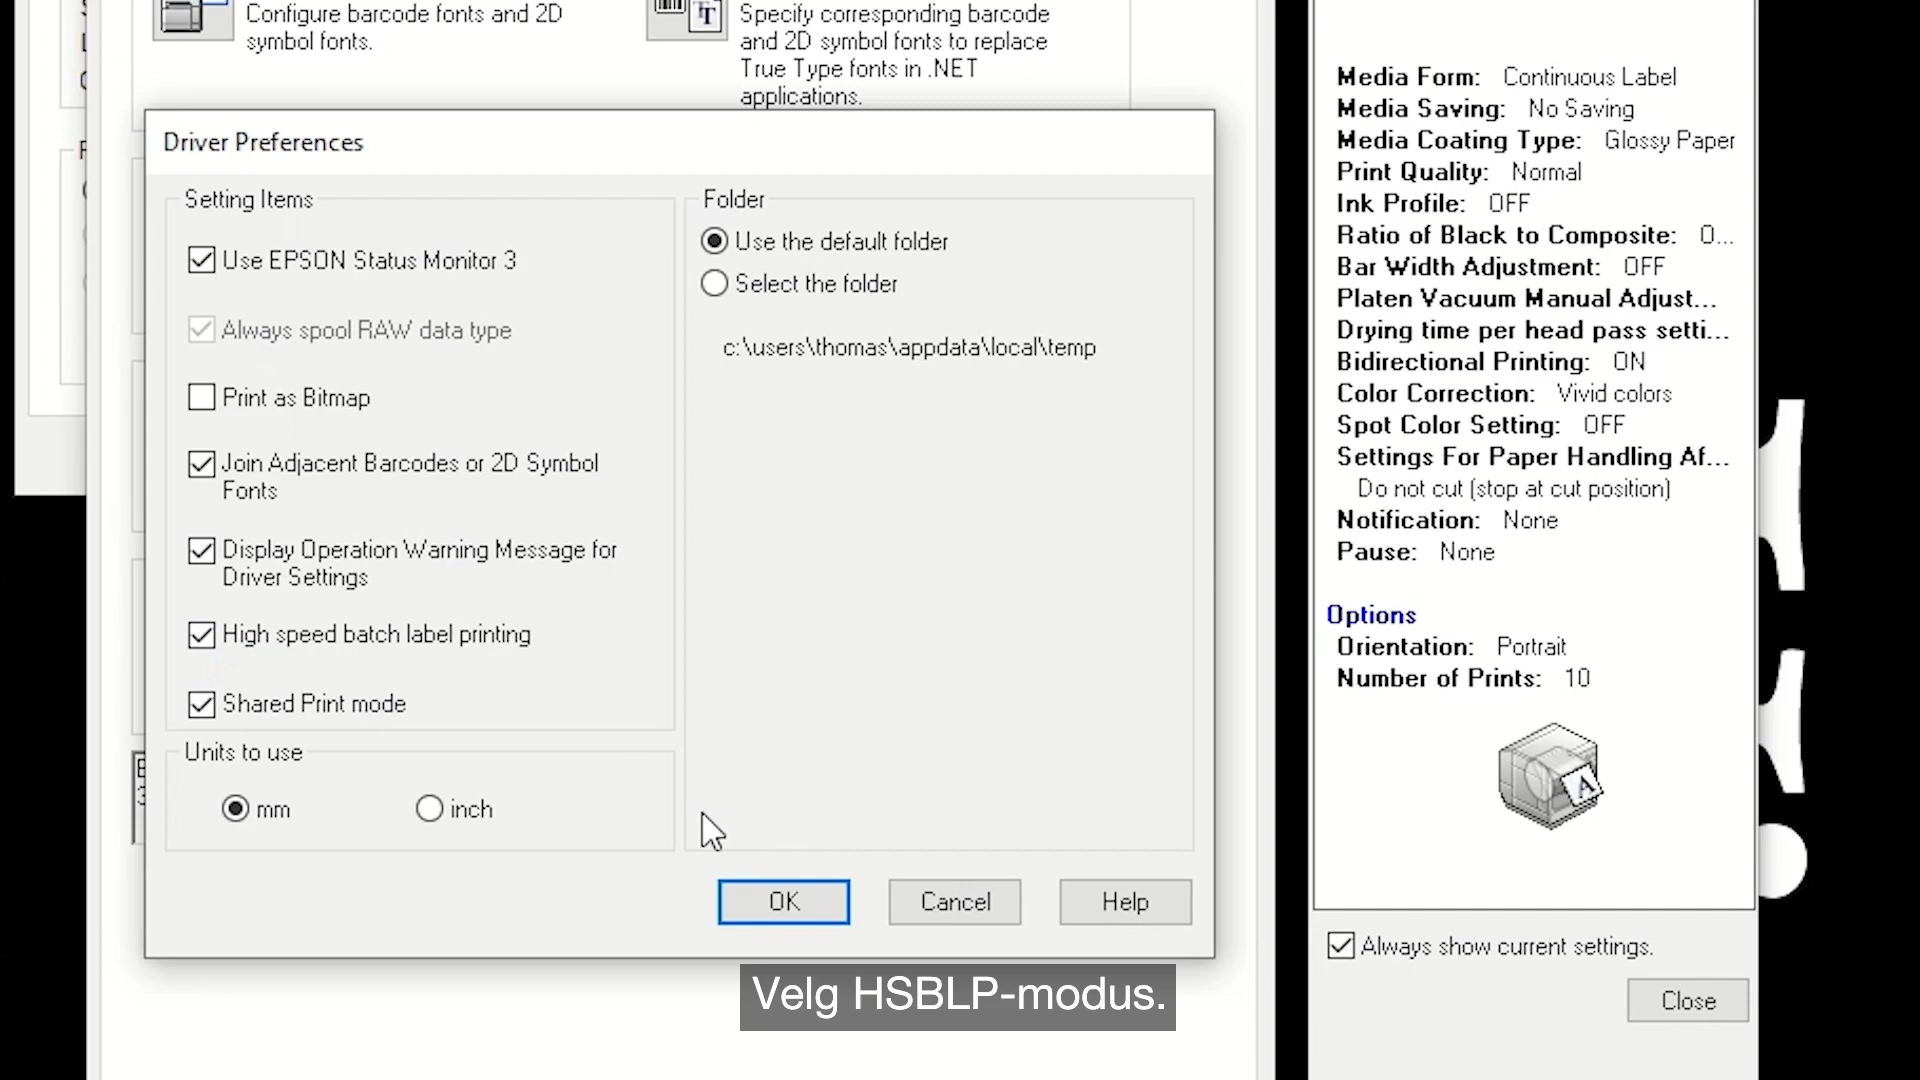 Configure barcode fonts and 2D
symbol fonts.
Specify corresponding barcode
and 2D symbol fonts to replace
True Type fonts in .NET
applications.
Driver Preferences
Setting Items
Use EPSON Status Monitor 3
Always spool RAW data type
Print as Bitmap
Join Adjacent Barcodes or 2D Symbol
Fonts
Display Operation Warning Message for
Driver Settings
High speed batch label printing
Shared Print mode
Units to use
mm
inch
Folder
Use the default folder
Select the folder
c:\users\thomas\appdata\local\temp
OK
Cancel
Help
Media Form: Continuous Label
Media Saving: No Saving
Media Coating Type: Glossy Paper
Print Quality: Normal
Ink Profile: OFF
Ratio of Black to Composite: 0...
Bar Width Adjustment: OFF
Platen Vacuum Manual Adjust...
Drying time per head pass setti...
Bidirectional Printing: ON
Color Correction: Vivid colors
Spot Color Setting: OFF
Settings For Paper Handling Af...
Do not cut (stop at cut position)
Notification: None
Pause: None
Options
Orientation: Portrait
Number of Prints: 10
A
Always show current settings.
Close
Velg HSBLP-modus.